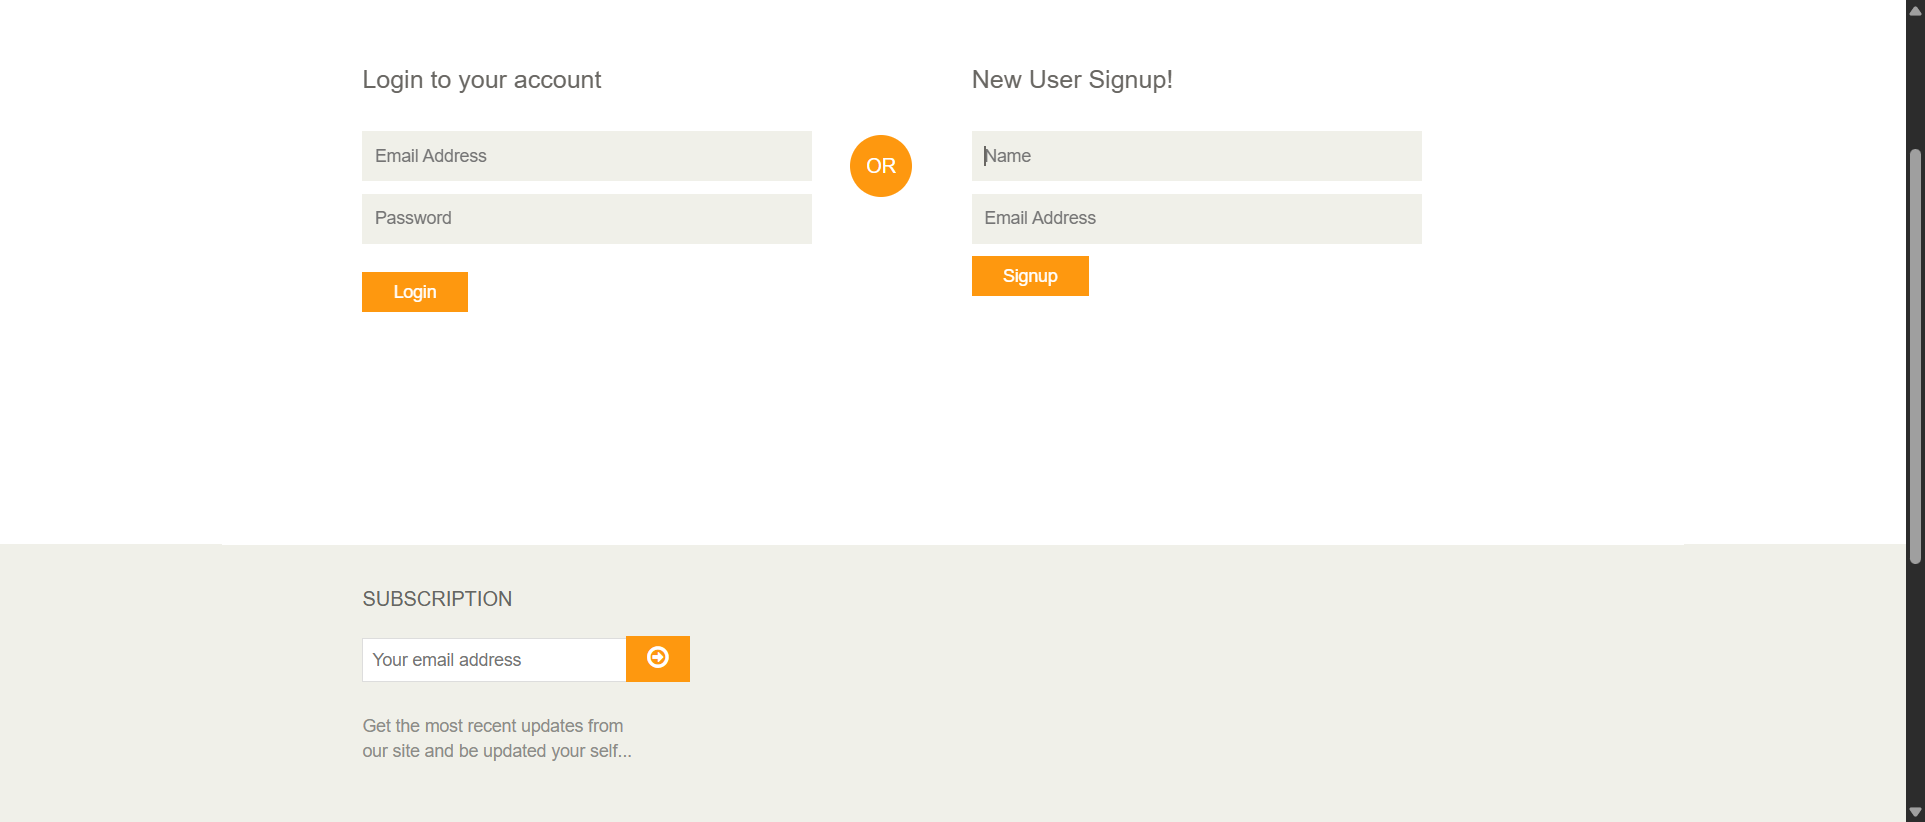 Login to your account
Email Address
Password
Login
OR
New User Signup!
Name
Email Address
Signup
SUBSCRIPTION
Your email address
Get the most recent updates from
our site and be updated your self...